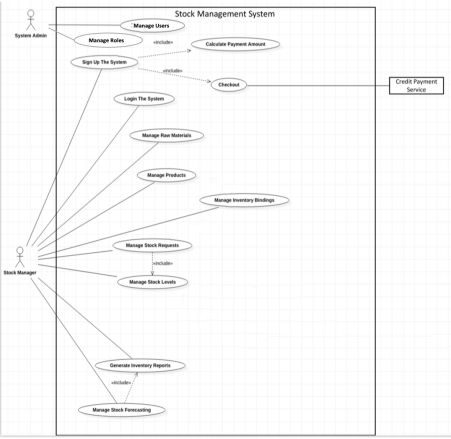 Stock Management System
System Admin
Manage Users
Manage Roles
«include»
Calculate Payment Amount
Sign Up The System
«include»
Checkout
Credit Payment
Service
Login The System
Manage Raw Materials
Manage Products
Manage Inventory Bindings
Manage Stock Requests
«include»
Stock Manager
Manage Stock Levels
Generate Inventory Reports
«include»
Manage Stock Forecasting